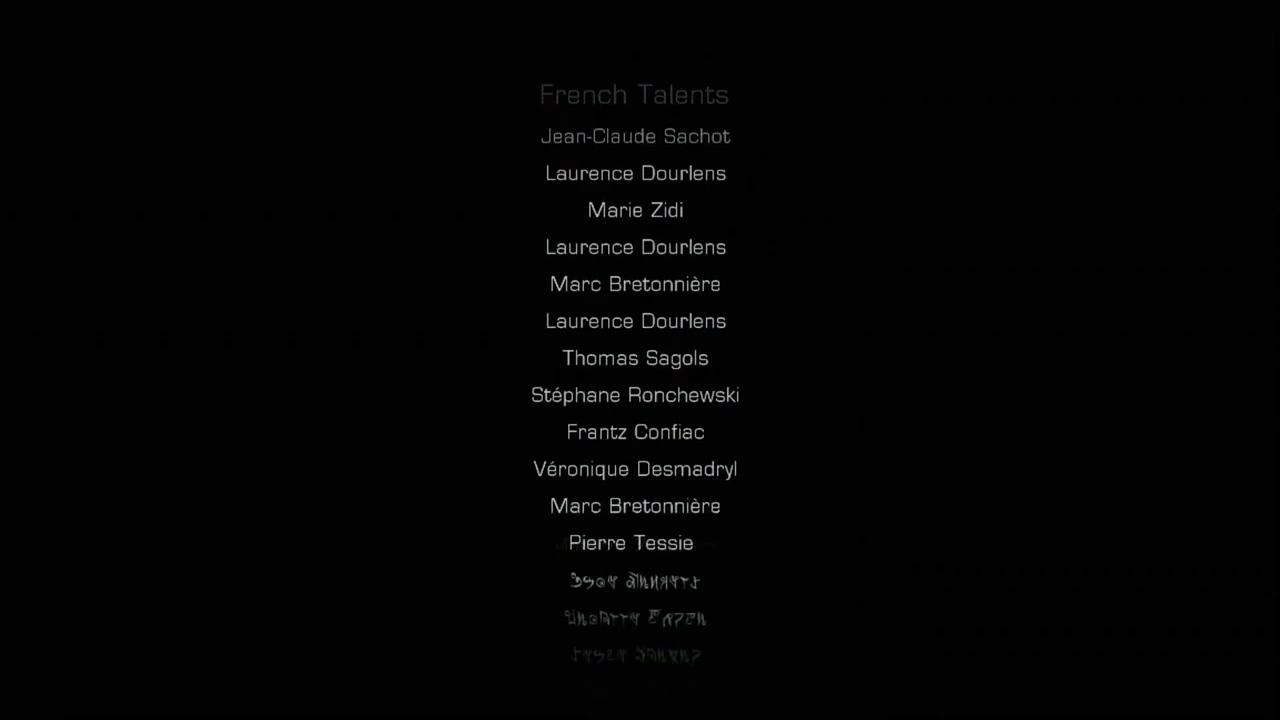 French Talents
Jean-Claude Sachot
Laurence Dourlens
Marie Zidi
Laurence Dourlens
Marc Bretonnière
Laurence Dourlens
Thomas Sagols
Stéphane Ronchewski
Frantz Confiac
Véronique Desmadryl
Marc Bretonnière
Pierre Tessie